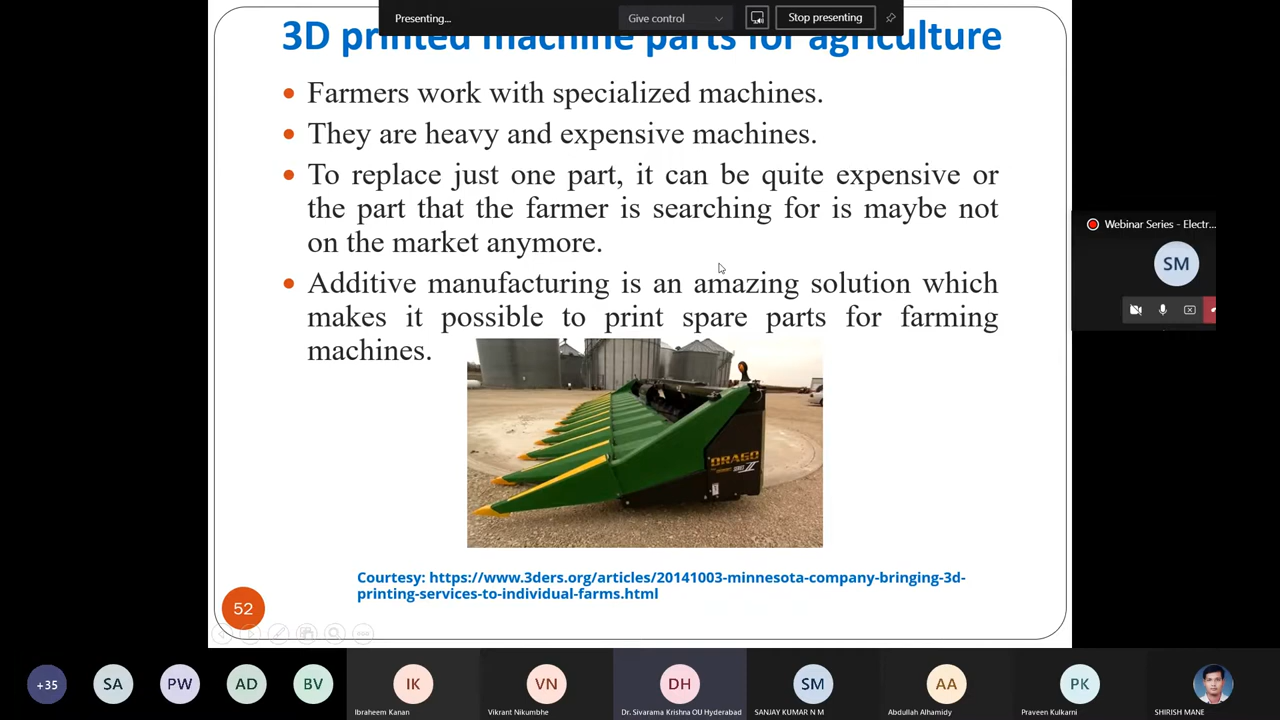 Presenting...
Give control
Stop presenting
3D printed machine parts for agriculture
Farmers work with specialized machines.
They are heavy and expensive machines.
To replace just one part, it can be quite expensive or
the part that the farmer is searching for is maybe not
on the market anymore.
Additive manufacturing is an amazing solution which
makes it possible to print spare parts for farming
machines.
DRAGO
SERIES II
Courtesy: https://www.3ders.org/articles/20141003-minnesota-company-bringing-3d-
printing-services-to-individual-farms.html
52
Webinar Series - Electr...
SM
+35
SA
PW
AD
BV
IK
Ibraheem Kanan
VN
Vikrant Nikumbhe
DH
Dr. Sivarama Krishna OU Hyderabad
SM
SANJAY KUMAR N M
AA
Abdullah Alhamidy
PK
Praveen Kulkarni
SHIRISH MANE